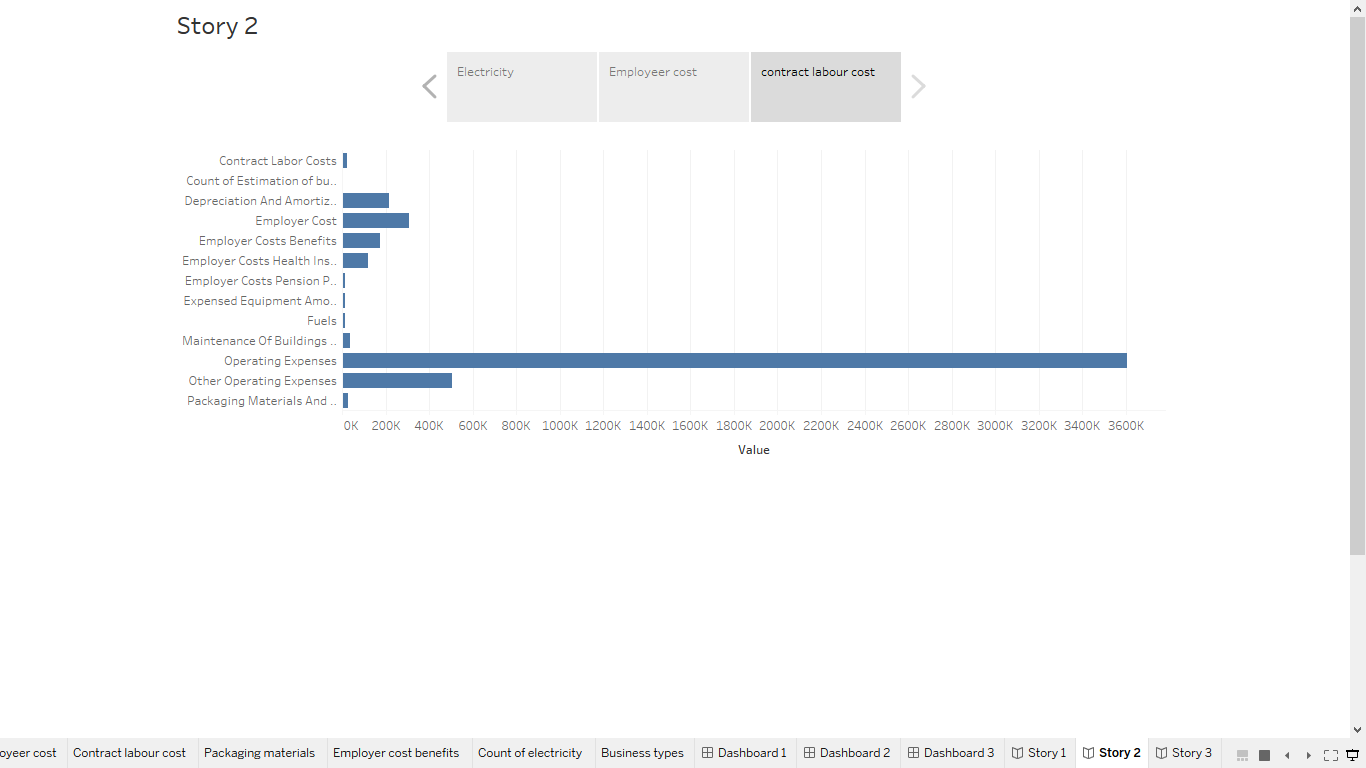 Story 2
Electricity
Employeer cost
contract labour cost
Contract Labor Costs
Count of Estimation of bu..
Depreciation And Amortiz..
Employer Cost
Employer Costs Benefits
Employer Costs Health Ins..
Employer Costs Pension P..
Expensed Equipment Amo..
Fuels
Maintenance Of Buildings ..
Operating Expenses
Other Operating Expenses
Packaging Materials And ..
0K 200K 400K 600K 800K 1000K 1200K 1400K 1600K 1800K 2000K 2200K 2400K 2600K 2800K 3000K 3200K 3400K 3600K
Value
oyeer cost Contract labour cost Packaging materials Employer cost benefits Count of electricity Business types Dashboard 1 Dashboard 2 Dashboard 3 Story 1 Story 2 Story 3